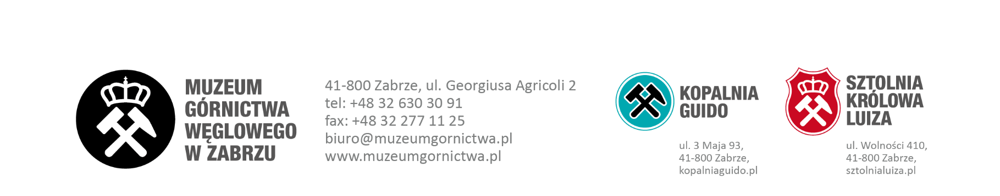 MUZEUM
GÓRNICTWA
WĘGLOWEGO
W ZABRZU
41-800 Zabrze, ul. Georgiusa Agricoli 2
tel: +48 32 630 30 91
fax: +48 32 277 11 25
biuro@muzeumgornictwa.pl
www.muzeumgornictwa.pl
KOPALNIA
GUIDO
ul. 3 Maja 93,
41-800 Zabrze,
kopalniaguido.pl
SZTOLNIA
KRÓLOWA
LUIZA
ul. Wolności 410,
41-800 Zabrze,
sztolnialuiza.pl